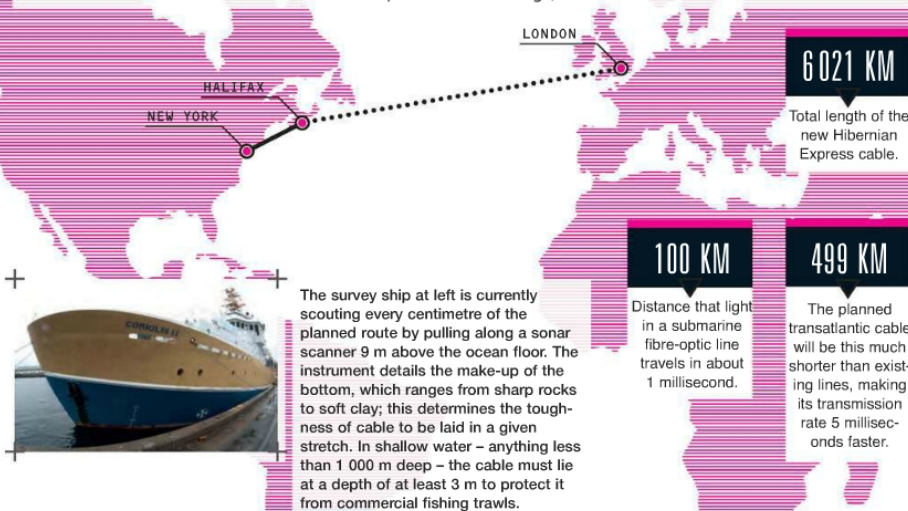 LONDON
HALIFAX
NEW YORK
6 021 KM
Total length of the
new Hibernian
Express cable.
100 KM
Distance that light
in a submarine
fibre-optic line
travels in about
1 millisecond.
499 KM
The planned
transatlantic cable
will be this much
shorter than exist-
ing lines, making
its transmission
rate 5 millisec-
onds faster.
The survey ship at left is currently
scouting every centimetre of the
planned route by pulling along a sonar
scanner 9 m above the ocean floor. The
instrument details the make-up of the
bottom, which ranges from sharp rocks
to soft clay; this determines the tough-
ness of cable to be laid in a given
stretch. In shallow water – anything less
than 1 000 m deep – the cable must lie
at a depth of at least 3 m to protect it
from commercial fishing trawls.